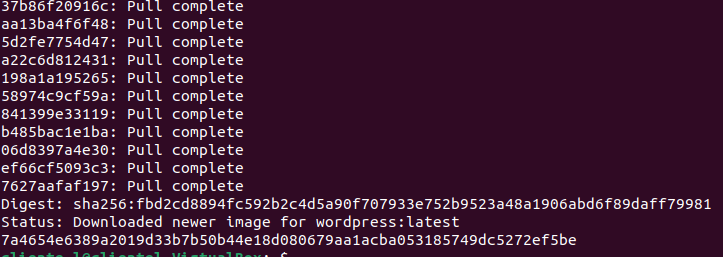 37b86f20916c: Pull complete
aa13ba4f6f48: Pull complete
5d2fe7754d47: Pull complete
a22c6d812431: Pull complete
198a1a195265: Pull complete
58974c9cf59a: Pull complete
841399e33119: Pull complete
b485bac1e1ba: Pull complete
06d8397a4e30: Pull complete
ef66cf5093c3: Pull complete
7627aafaf197: Pull complete
Digest: sha256:fbd2cd8894fc592b2c4d5a90f707933e752b9523a48a1906abd6f89daff79981
Status: Downloaded newer image for wordpress:latest
7a4654e6389a2019d33b7b50b44e18d080679aa1acba053185749dc5272ef5be